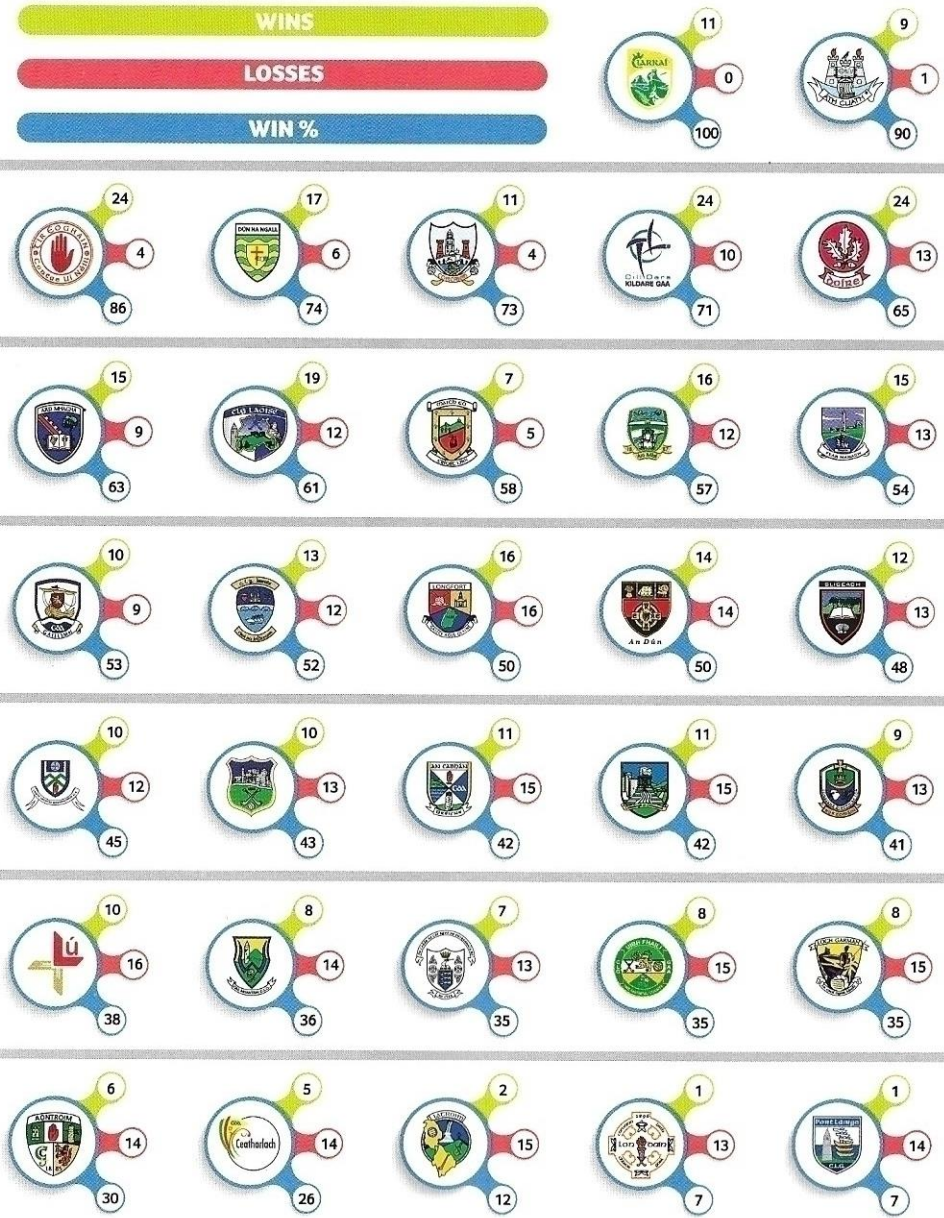 WINS
LOSSES
WIN %
11 9
CIARRAÍ
0 1
ÁTH CLIATH
100 90
24 17 11 24 24
TÍR EOGHAIN
DÚN NA NGALL
4 6 4 10 13
Cill Dara
KILDARE GAA
Doire
86 74 73 71 65
15 19 7 16 15
9 12 5 12 13
63 61 58 57 54
10 13 16 14 12
LONGFORT
SLIGEACH
9 12 16 14 13
GAILLIMH
An Dún
53 52 50 50 48
10 10 11 11 9
AN CABHÁN
GAA
12 13 15 15 13
45 43 42 42 41
10 8 7 8 8
Lú
LOCH GARMAN
16 14 13 15 15
38 36 35 35 35
6 5 2 1 1
AONTROIM
Port Láirge
Ceatharlach
14 14 15 13 14
Lon dain
C.L.G.
30 26 12 7 7